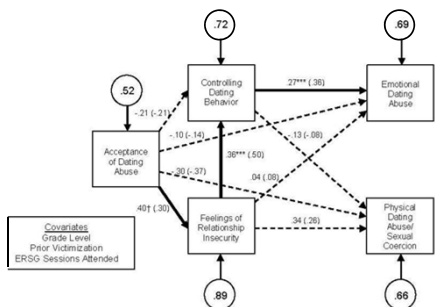 .72
.69
.52
Controlling
Dating
Behavior
.27*** (.36)
Emotional
Dating
Abuse
-.21 (-.21)
-.10 (-.14)
-.13 (-.08)
Acceptance
of Dating
Abuse
.36*** (.50)
-.30 (-.37)
.04 (.08)
.40† (.30)
Feelings of
Relationship
Insecurity
.34 (.26)
Physical
Dating
Abuse/
Sexual
Coercion
Covariates
Grade Level
Prior Victimization
ERSG Sessions Attended
.89
.66